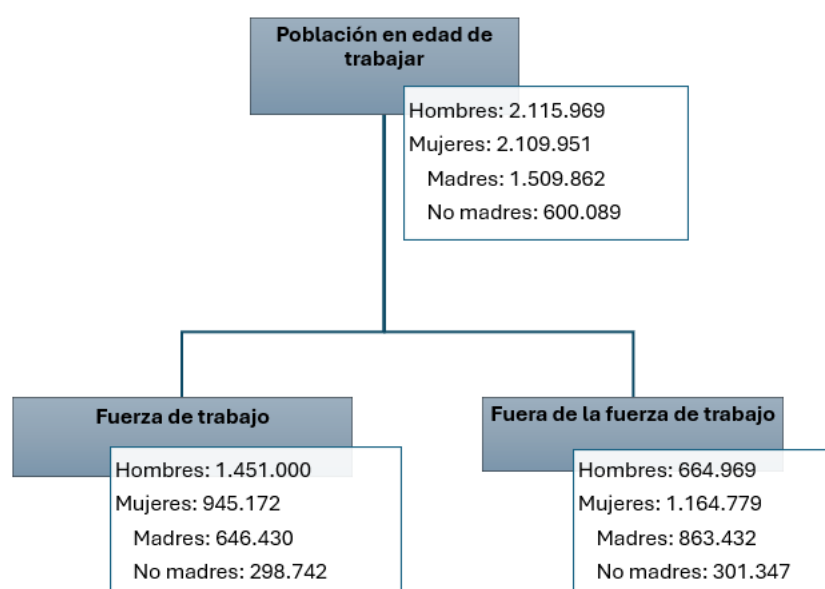 Población en edad de
trabajar
Hombres: 2.115.969
Mujeres: 2.109.951
Madres: 1.509.862
No madres: 600.089
Fuerza de trabajo
Hombres: 1.451.000
Mujeres: 945.172
Madres: 646.430
No madres: 298.742
Fuera de la fuerza de trabajo
Hombres: 664.969
Mujeres: 1.164.779
Madres: 863.432
No madres: 301.347